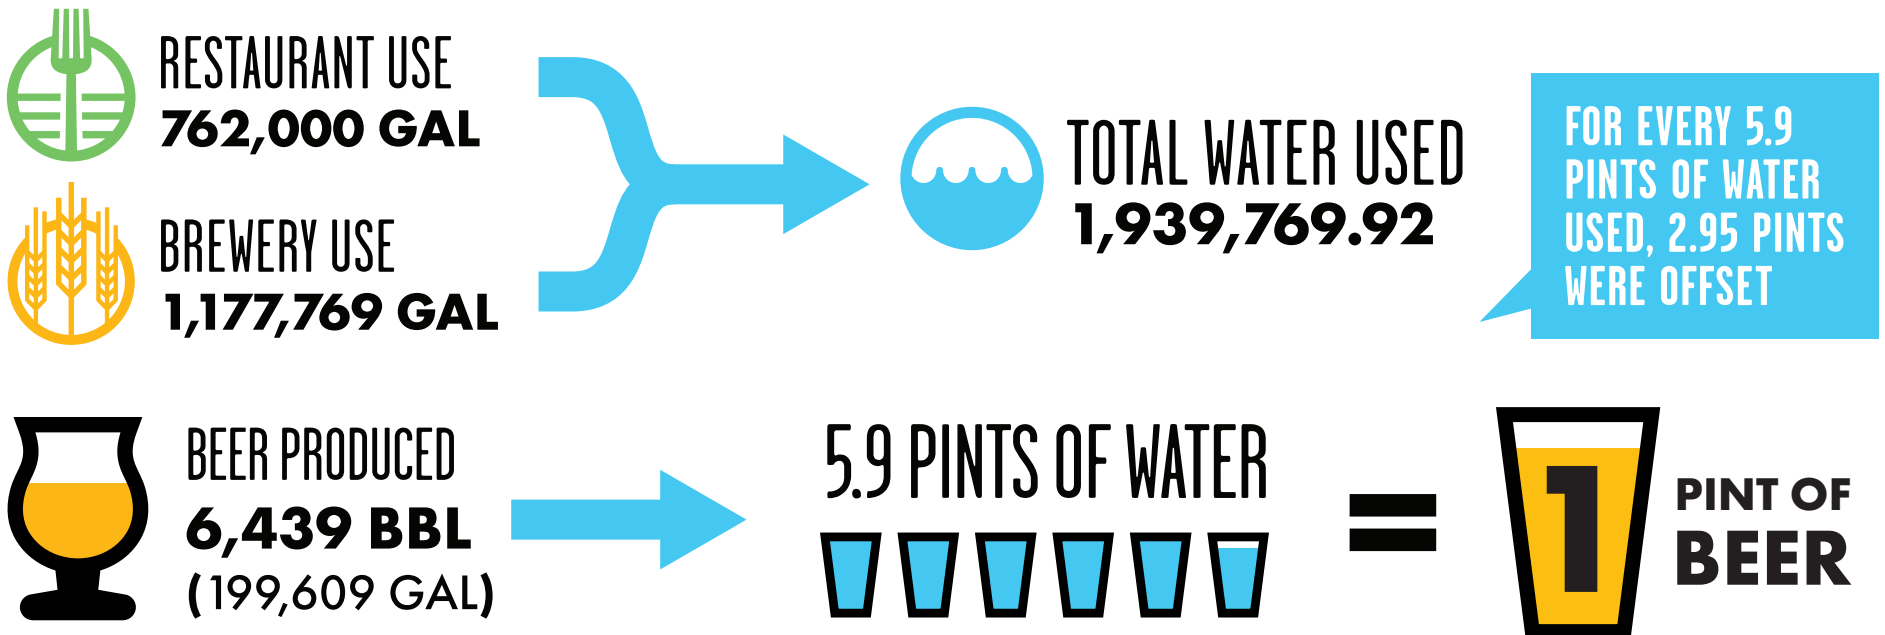 RESTAURANT USE
762,000 GAL
BREWERY USE
1,177,769 GAL
TOTAL WATER USED
1,939,769.92
FOR EVERY 5.9
PINTS OF WATER
USED, 2.95 PINTS
WERE OFFSET
BEER PRODUCED
6,439 BBL
(199,609 GAL)
5.9 PINTS OF WATER
=
1
PINT OF
BEER